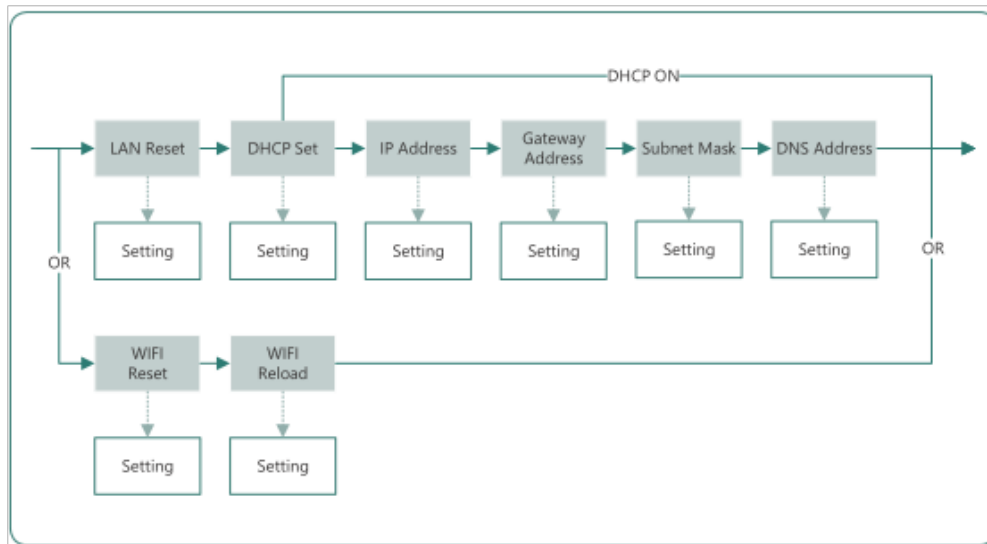 DHCP ON
LAN Reset
DHCP Set
IP Address
Gateway
Address
Subnet Mask
DNS Address
Setting
Setting
Setting
Setting
Setting
Setting
OR
OR
WIFI
Reset
WIFI
Reload
Setting
Setting